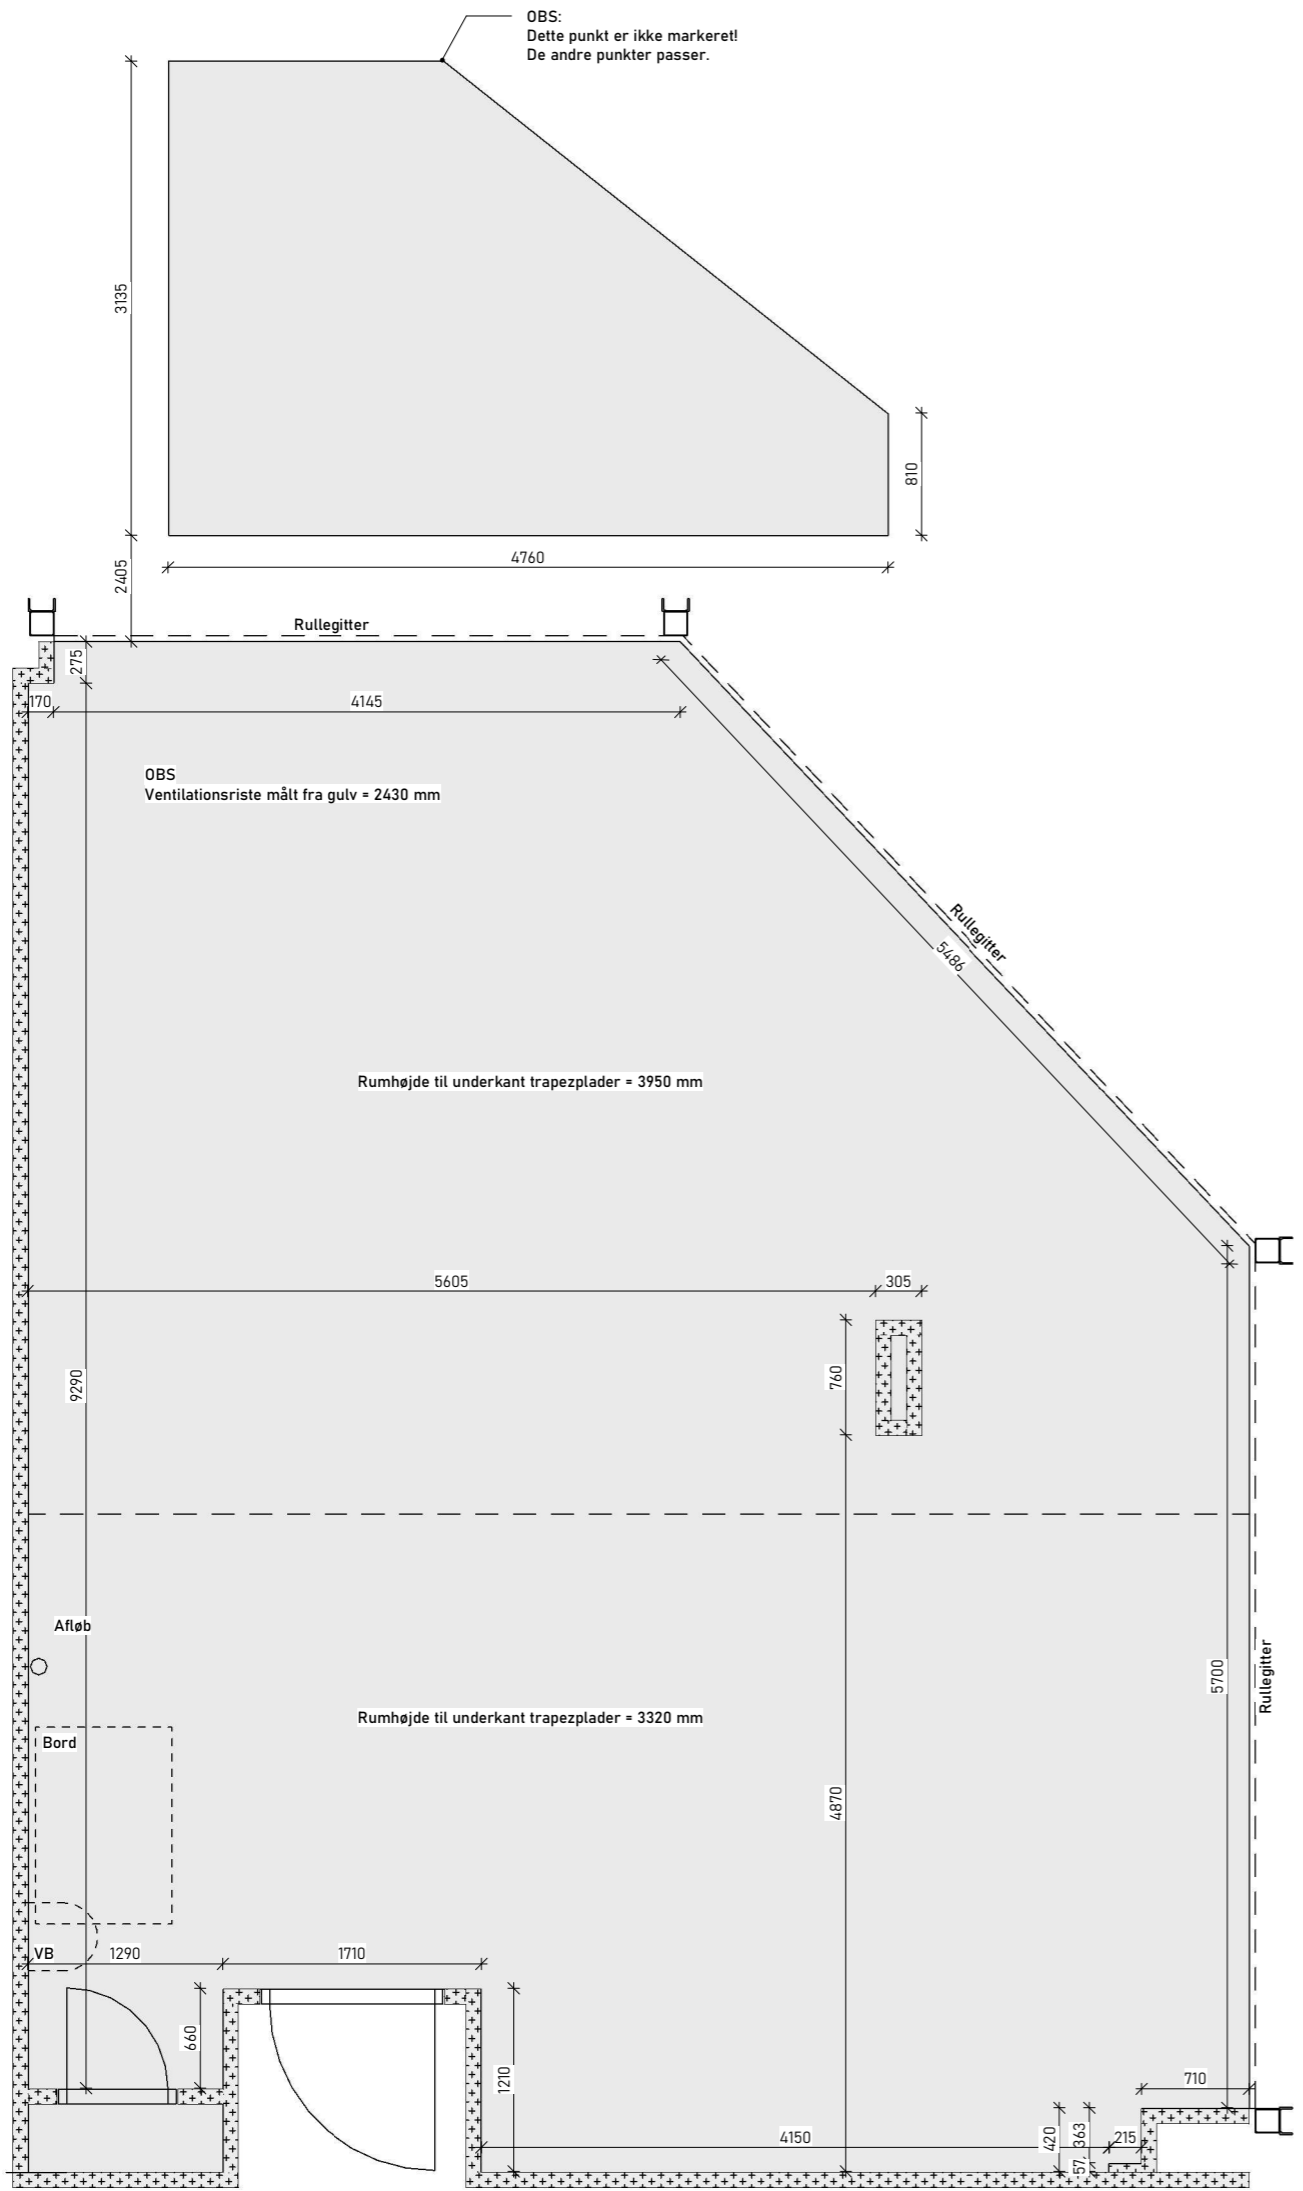 OBS:
Dette punkt er ikke markeret!
De andre punkter passer.
3135
810
4760
2405
Rullegitter
275
170
4145
OBS
Ventilationsriste målt fra gulv = 2430 mm
Rullegitter
5486
Rumhøjde til underkant trapezplader = 3950 mm
5605
305
760
9290
Afløb
5700
Rullegitter
Rumhøjde til underkant trapezplader = 3320 mm
Bord
4870
VB
1290
1710
660
1210
710
420
363
57
4150
215